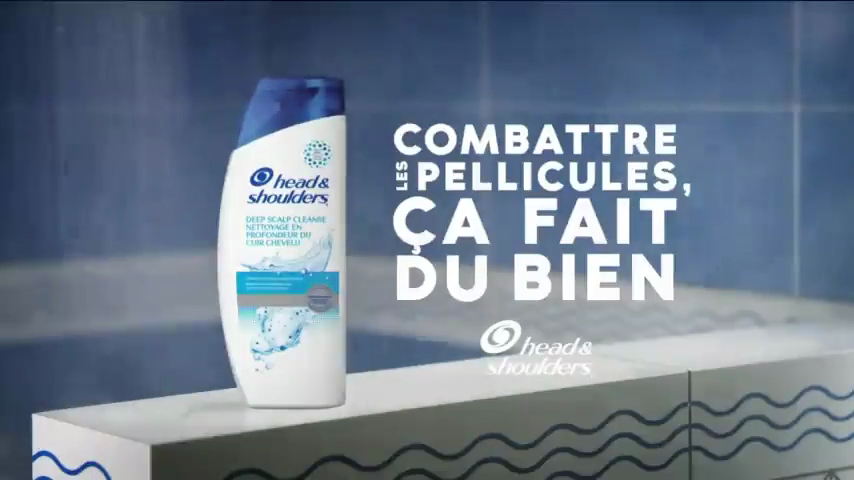 head&
shoulders
DEEP SCALP CLEANSE
NETTOYAGE EN
PROFONDEUR DU
CUIR CHEVELU
COMBATTRE
LES PELLICULES,
ÇA FAIT
DU BIEN
head&
shoulders